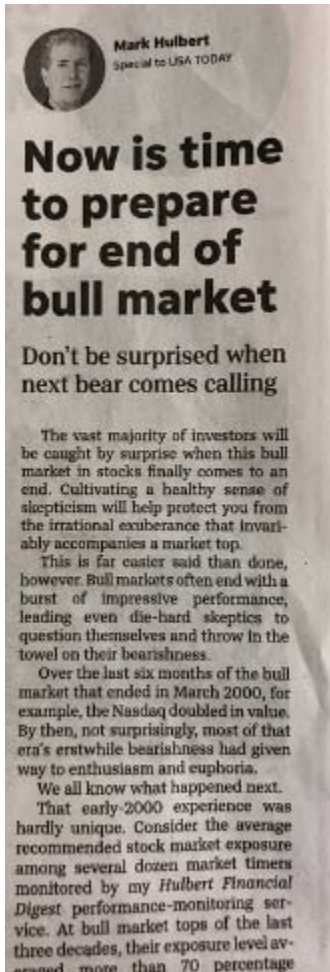 Mark Hulbert
Special to USA TODAY
Now is time
to prepare
for end of
bull market
Don't be surprised when
next bear comes calling
The vast majority of investors will
be caught by surprise when this bull
market in stocks finally comes to an
end. Cultivating a healthy sense of
skepticism will help protect you from
the irrational exuberance that invari-
ably accompanies a market top.
This is far easier said than done,
however. Bull markets often end with a
burst of impressive performance,
leading even die-hard skeptics to
question themselves and throw in the
towel on their bearishness.
Over the last six months of the bull
market that ended in March 2000, for
example, the Nasdaq doubled in value.
By then, not surprisingly, most of that
era's erstwhile bearishness had given
way to enthusiasm and euphoria.
We all know what happened next.
That early-2000 experience was
hardly unique. Consider the average
recommended stock market exposure
among several dozen market timers
monitored by my Hulbert Financial
Digest performance-monitoring ser-
vice. At bull market tops of the last
three decades, their exposure level av-
eraged more than 70 percentage